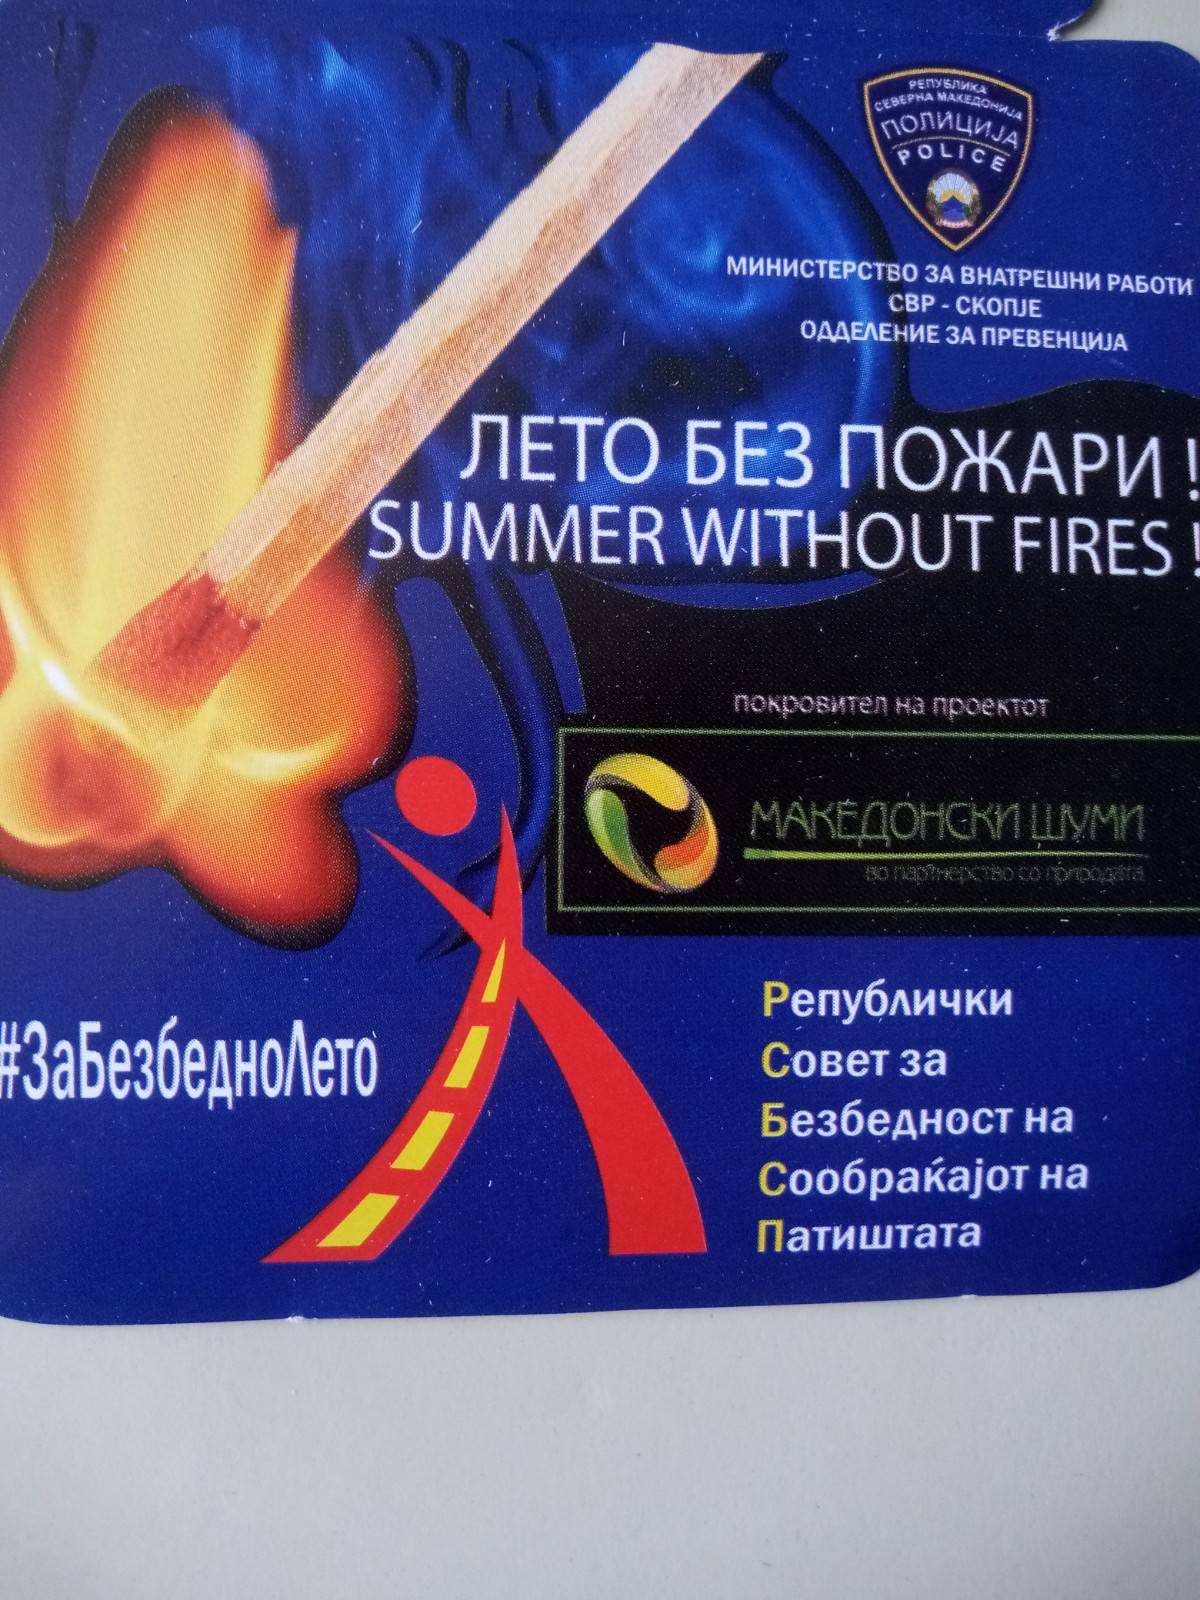 РЕПУБЛИКА
СЕВЕРНА МАКЕДОНИЈА
ПОЛИЦИЈА
POLICE
МИНИСТЕРСТВО ЗА ВНАТРЕШНИ РАБОТИ
СВР - СКОПЈЕ
ОДДЕЛЕНИЕ ЗА ПРЕВЕНЦИЈА
ЛЕТО БЕЗ ПОЖАРИ !
SUMMER WITHOUT FIRES !
покровител на проектот
МАКЕДОНСКИ ШУМИ
во партнерство со природата
#ЗаБезбедноЛето
Републички
Совет за
Безбедност на
Сообраќајот на
Патиштата